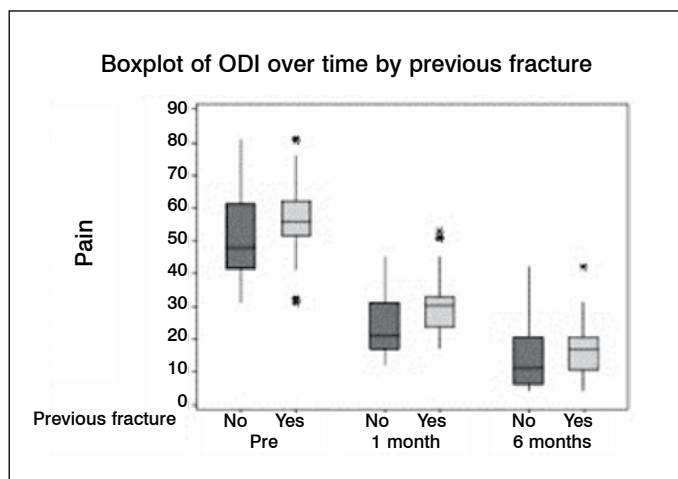 Boxplot of ODI over time by previous fracture
90
80
70
60
50
40
30
20
10
0
Pain
Previous fracture No Yes No Yes No Yes
Pre 1 month 6 months